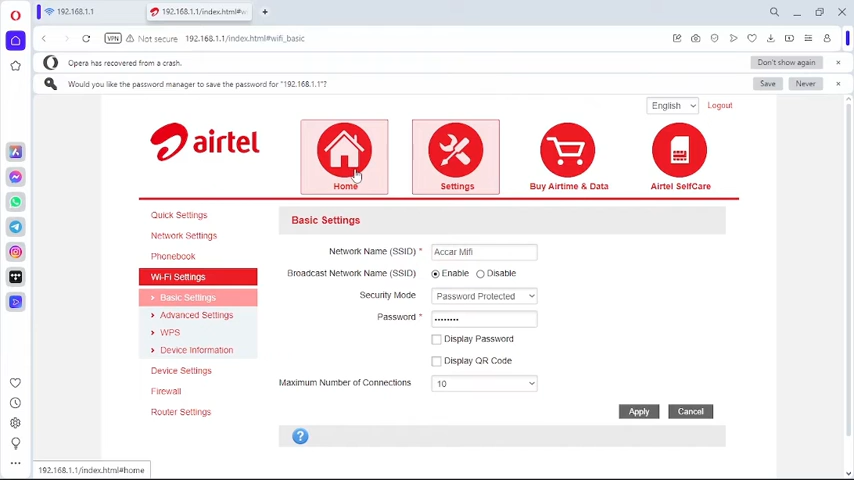 192.168.1.1
192.168.1.1/index.html#wi
VPN
Not secure
192.168.1.1/index.html#wifi_basic
Opera has recovered from a crash.
Don't show again
Would you like the password manager to save the password for "192.168.1.1"?
Save
Never
English
Logout
airtel
Home
Settings
Buy Airtime & Data
Airtel SelfCare
Quick Settings
Network Settings
Phonebook
Wi-Fi Settings
Basic Settings
Advanced Settings
WPS
Device Information
Device Settings
Firewall
Router Settings
Basic Settings
Network Name (SSID) *
Accar Mifi
Broadcast Network Name (SSID)
Enable
Disable
Security Mode
Password Protected
Password *
••••••••
Display Password
Display QR Code
Maximum Number of Connections
10
Apply
Cancel
?
192.168.1.1/index.html#home